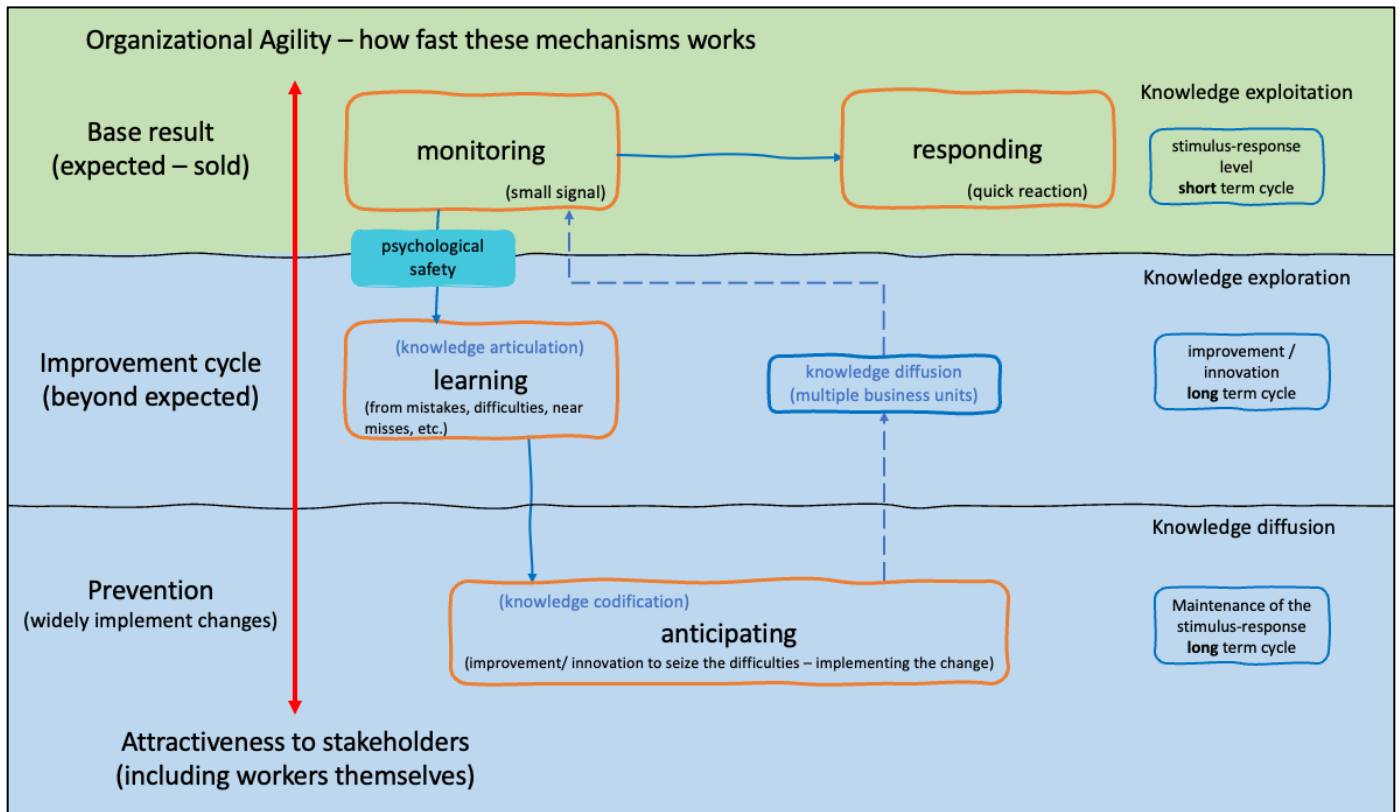 Organizational Agility – how fast these mechanisms works
Base result
(expected – sold)
monitoring
(small signal)
responding
(quick reaction)
Knowledge exploitation
stimulus-response
level
short term cycle
psychological
safety
Knowledge exploration
Improvement cycle
(beyond expected)
(knowledge articulation)
learning
(from mistakes, difficulties, near
misses, etc.)
knowledge diffusion
(multiple business units)
improvement /
innovation
long term cycle
Knowledge diffusion
Prevention
(widely implement changes)
(knowledge codification)
anticipating
(improvement/ innovation to seize the difficulties – implementing the change)
Maintenance of the
stimulus-response
long term cycle
Attractiveness to stakeholders
(including workers themselves)